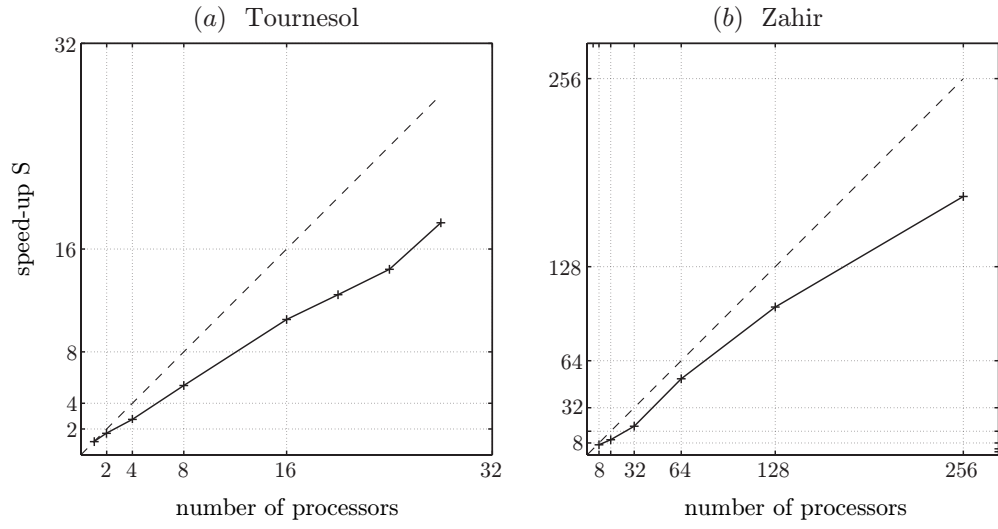 (a) Tournesol
32
16
8
4
2
speed-up S
2 4 8 16 32
number of processors
(b) Zahir
256
128
64
32
8
8 32 64 128 256
number of processors